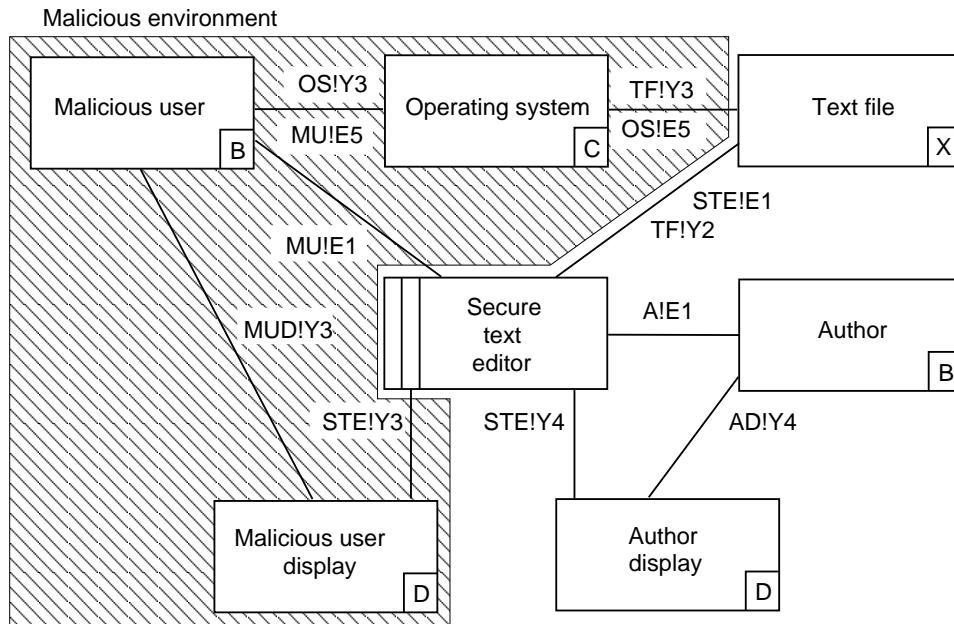 Malicious environment
Malicious user
B
OS!Y3
MU!E5
Operating system
C
TF!Y3
OS!E5
Text file
X
STE!E1
TF!Y2
MU!E1
Secure
text
editor
A!E1
Author
B
MUD!Y3
STE!Y3
STE!Y4
AD!Y4
Malicious user
display
D
Author
display
D